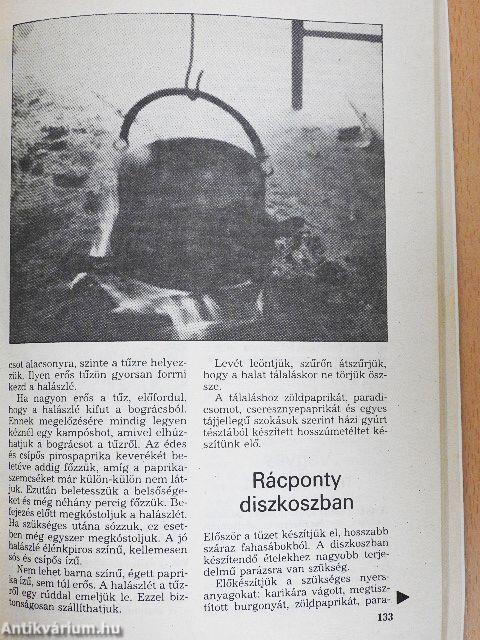 csot alacsonyra, szinte a tűzre helyez-
zük. Ilyen erős tűzön gyorsan forrni
kezd a halászlé.
Ha nagyon erős a tűz, előfordul,
hogy a halászlé kifut a bográcsból.
Ennek megelőzésére mindig legyen
kéznél egy kampósbot, amivel elhúz-
hatjuk a bográcsot a tűzről. Az édes
és csípős pirospaprika keverékét be-
letéve addig főzzük, amíg a paprika-
szemcséket már külön-külön nem lát-
juk. Ezután beletesszük a belsősége-
ket és még néhány percig főzzük. Be-
fejezés előtt megkóstoljuk a halászlét.
Ha szükséges utána sózzuk, ez eset-
ben még egyszer megkóstoljuk. A jó
halászlé élénkpiros színű, kellemesen
sós és csípős ízű.
Nem lehet barna színű, égett papri-
ka ízű, sem túl erős. A halászlét a tűz-
ről egy rúddal emeljük le. Ezzel biz-
tonságosan szállíthatjuk.
Levét leöntjük, szűrőn átszűrjük,
hogy a halat tálaláskor ne törjük ösz-
sze.
A tálaláshoz zöldpaprikát, paradi-
csomot, cseresznyepaprikát és egyes
tájjellegű szokások szerint házi gyúrt
tésztából készített hosszúmetéltet ké-
szítünk elő.
Rácponty
diszkoszban
Először a tüzet készítjük el, hosszabb
száraz fahasábokból. A diszkoszban
készítendő ételekhez nagyobb terje-
delmű parázsra van szükség.
Előkészítjük a szükséges nyers-
anyagokat: karikára vágott, megtisz-
tított burgonyát, zöldpaprikát, para-
133
Antikvárium.hu